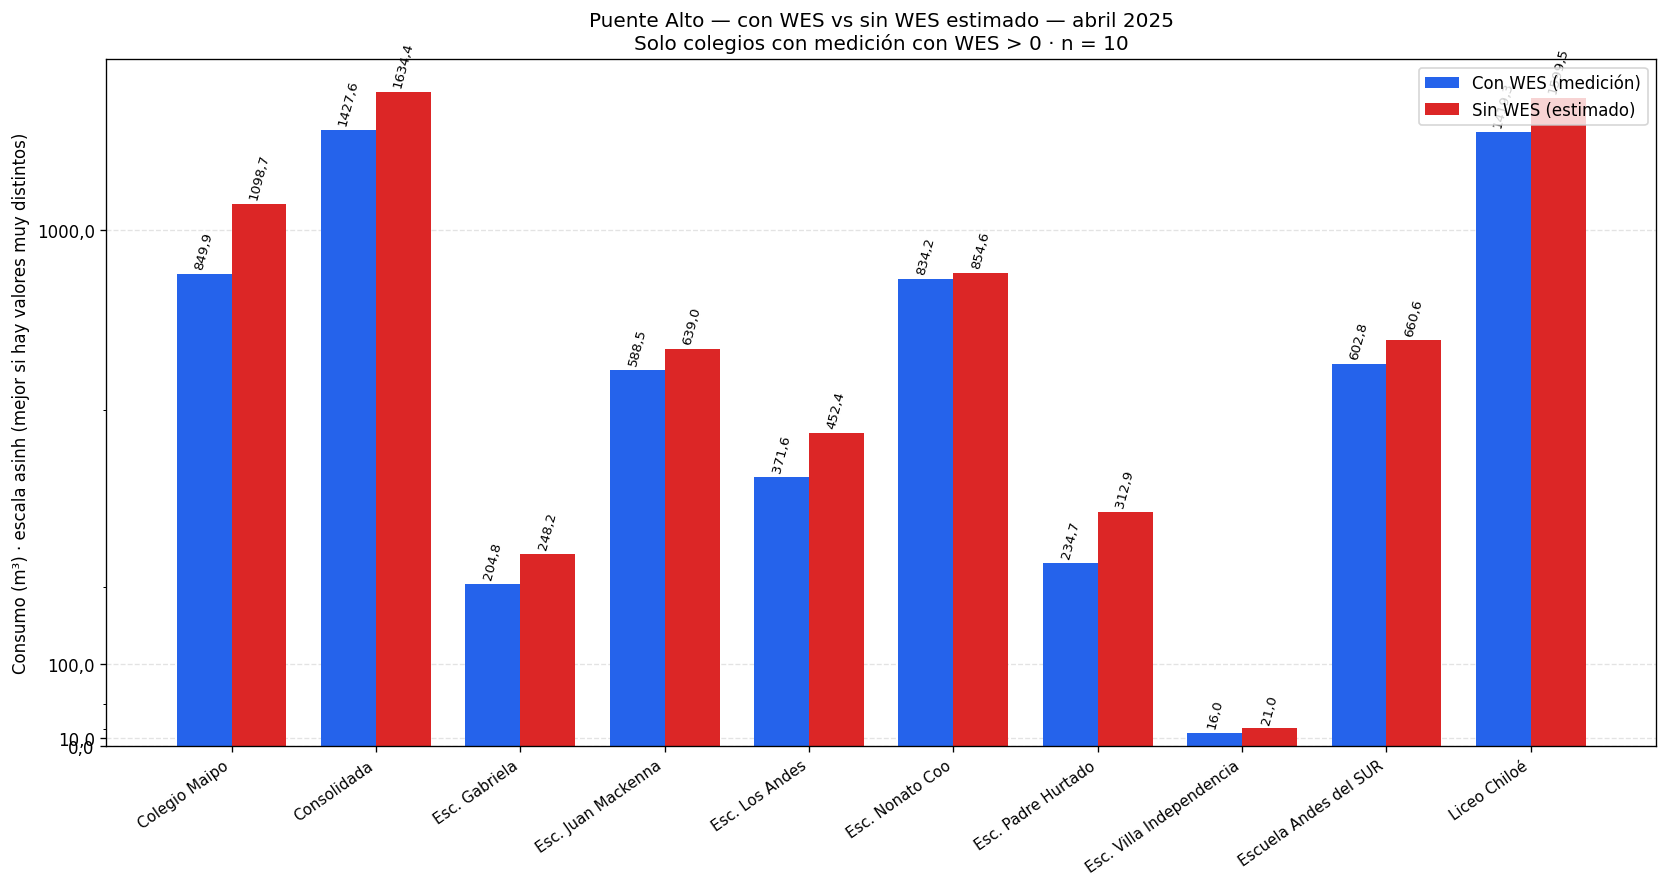 Puente Alto — con WES vs sin WES estimado — abril 2025
Solo colegios con medición con WES > 0 · n = 10
Con WES (medición)
Sin WES (estimado)
Consumo (m³) · escala asinh (mejor si hay valores muy distintos)
1000,0
100,0
10,0
0,0
849,9
1098,7
1427,6
1634,4
204,8
248,2
588,5
639,0
371,6
452,4
834,2
854,6
234,7
312,9
16,0
21,0
602,8
660,6
Colegio Maipo
Consolidada
Esc. Gabriela
Esc. Juan Mackenna
Esc. Los Andes
Esc. Nonato Coo
Esc. Padre Hurtado
Esc. Villa Independencia
Escuela Andes del SUR
Liceo Chiloé